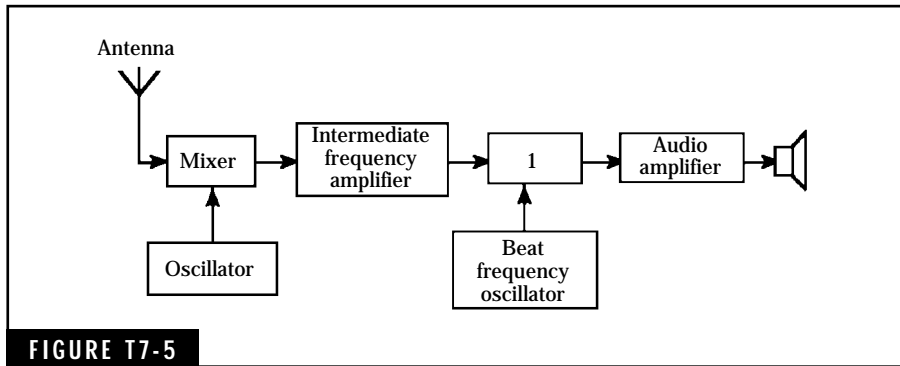 Antenna
Mixer
Intermediate
frequency
amplifier
1
Audio
amplifier
Oscillator
Beat
frequency
oscillator
FIGURE T7-5